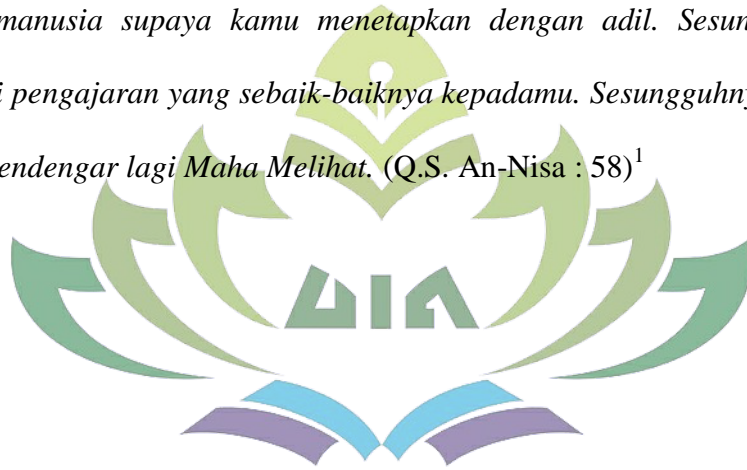 manusia supaya kamu menetapkan dengan adil. Sesun
i pengajaran yang sebaik-baiknya kepadamu. Sesungguhny
endengar lagi Maha Melihat. (Q.S. An-Nisa : 58)¹
UIN